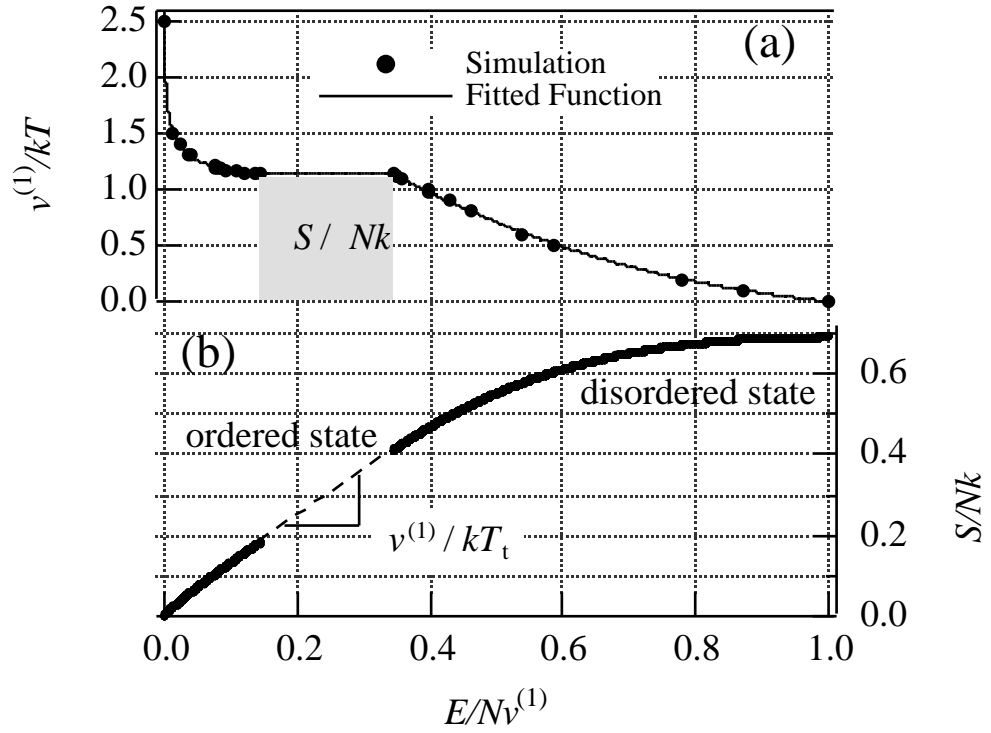 2.5
(a)
Simulation
Fitted Function
2.0
1.5
1.0
0.5
0.0
v⁽¹⁾/kT
S / Nk
(b)
disordered state
ordered state
v⁽¹⁾ / kTₜ
0.6
0.4
0.2
0.0
S/Nk
0.0 0.2 0.4 0.6 0.8 1.0
E/Nv⁽¹⁾